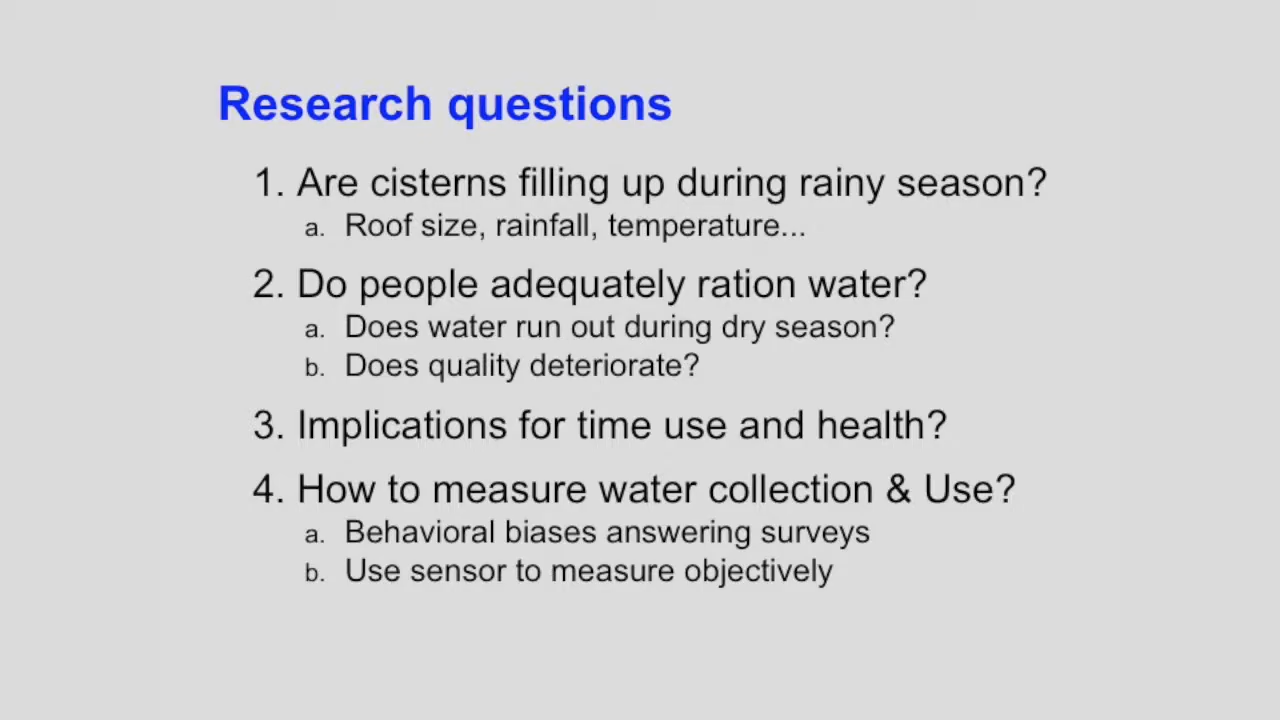 Research questions
1. Are cisterns filling up during rainy season?
a. Roof size, rainfall, temperature...
2. Do people adequately ration water?
a. Does water run out during dry season?
b. Does quality deteriorate?
3. Implications for time use and health?
4. How to measure water collection & Use?
a. Behavioral biases answering surveys
b. Use sensor to measure objectively